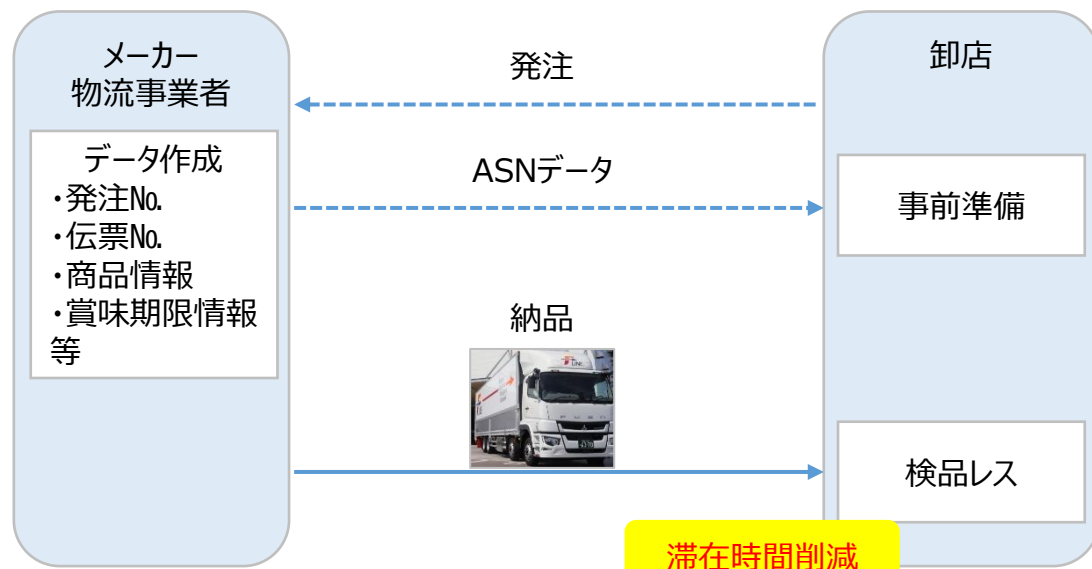 メーカー
物流事業者
データ作成
・発注№
・伝票№
・商品情報
・賞味期限情報
等
発注
ASNデータ
納品
卸店
事前準備
検品レス
滞在時間削減